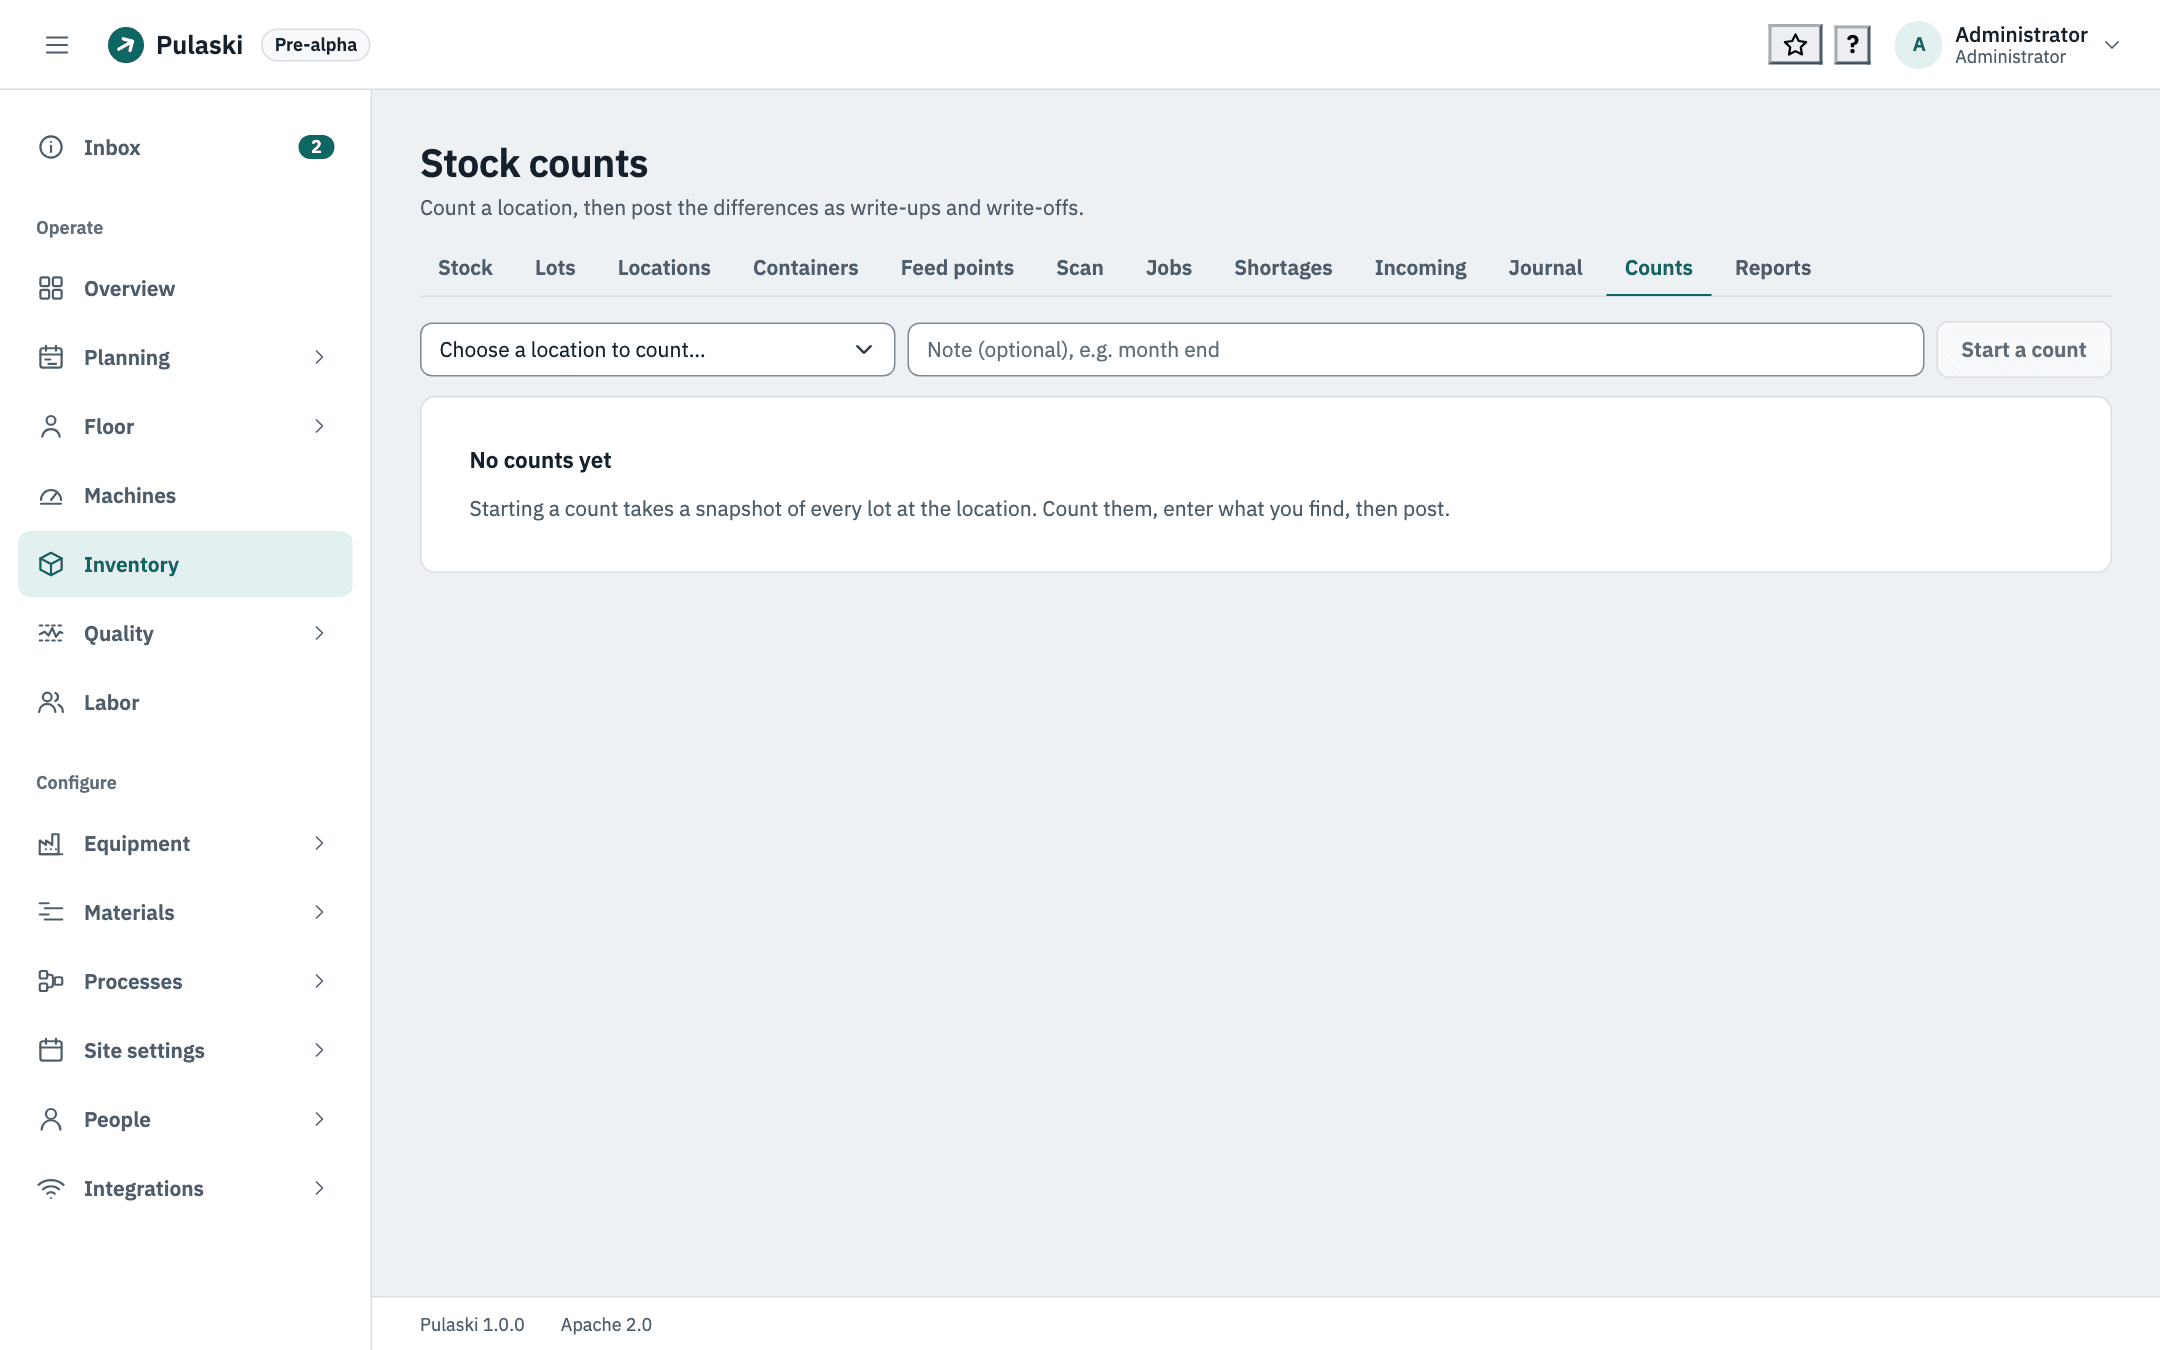 Pulaski
Pre-alpha
?
A
Administrator
Administrator
Inbox
2
Operate
Overview
Planning
Floor
Machines
Inventory
Quality
Labor
Configure
Equipment
Materials
Processes
Site settings
People
Integrations
Stock counts
Count a location, then post the differences as write-ups and write-offs.
Stock Lots Locations Containers Feed points Scan Jobs Shortages Incoming Journal Counts Reports
Choose a location to count...
Note (optional), e.g. month end
Start a count
No counts yet
Starting a count takes a snapshot of every lot at the location. Count them, enter what you find, then post.
Pulaski 1.0.0
Apache 2.0